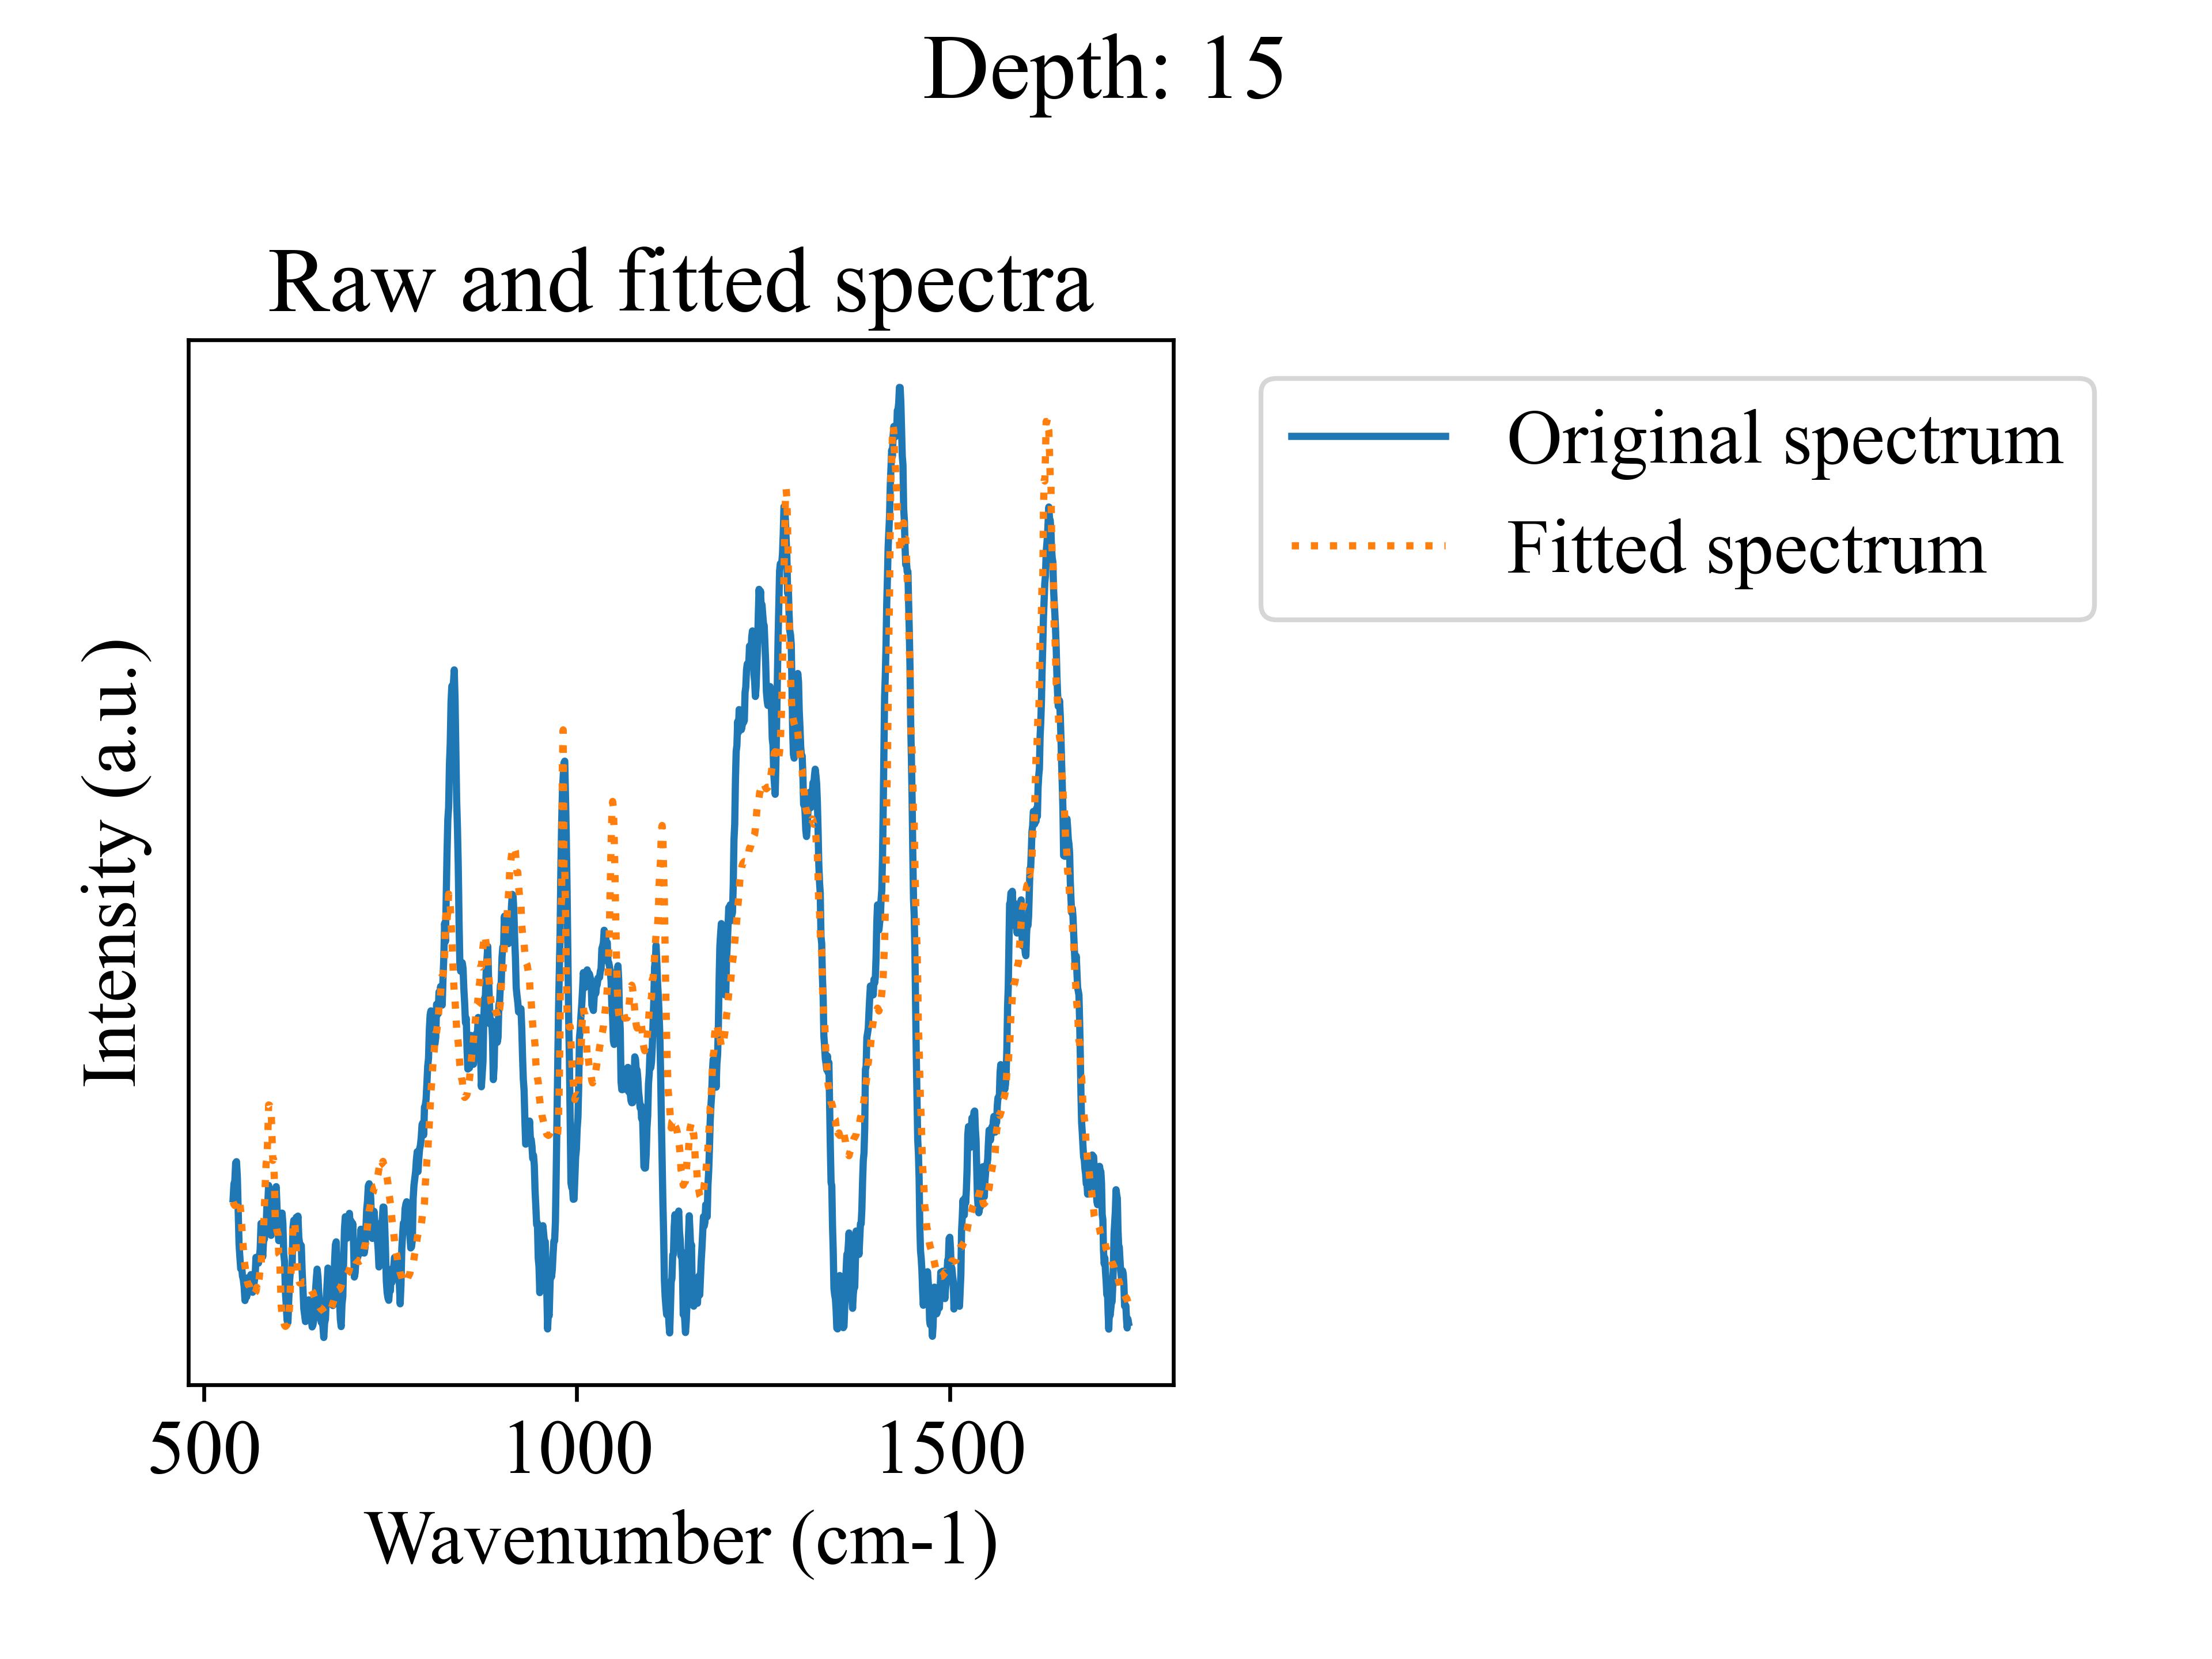 Depth: 15
Raw and fitted spectra
Original spectrum
Fitted spectrum
Intensity (a.u.)
500 1000 1500
Wavenumber (cm-1)